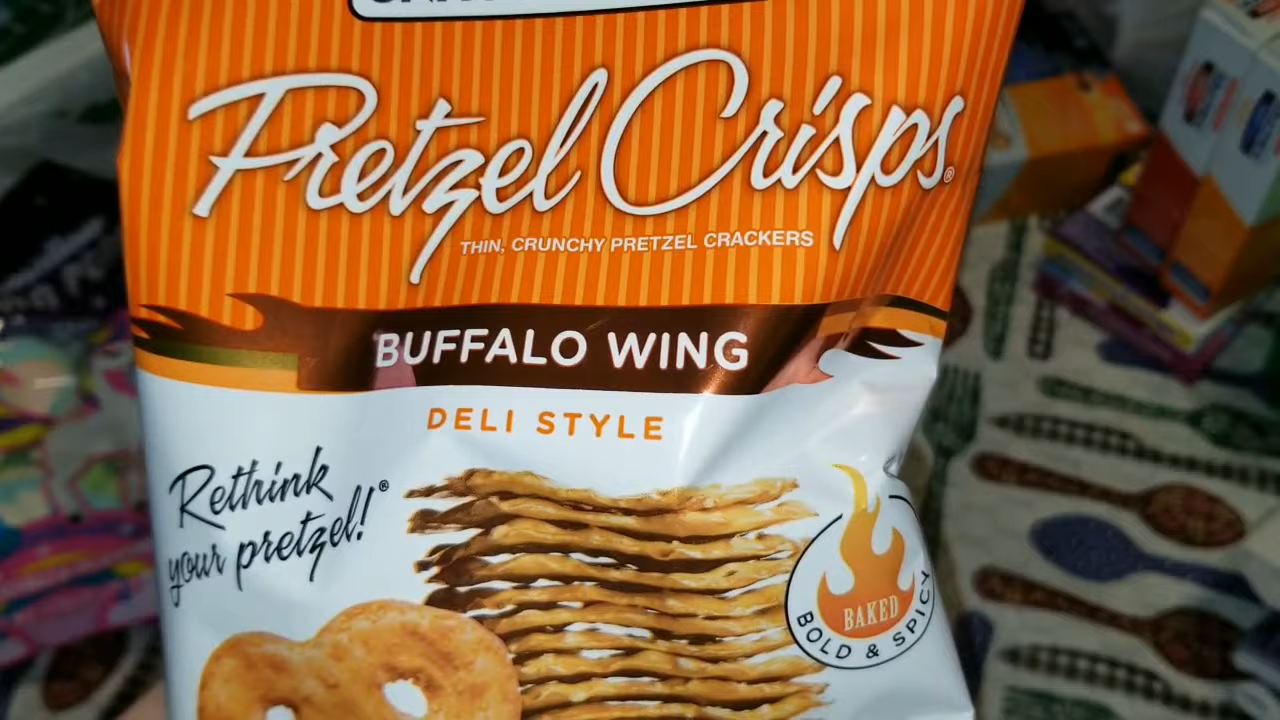 Pretzel Crisps®
THIN, CRUNCHY PRETZEL CRACKERS
BUFFALO WING
DELI STYLE
Rethink
your pretzel!®
BAKED
BOLD & SPICY